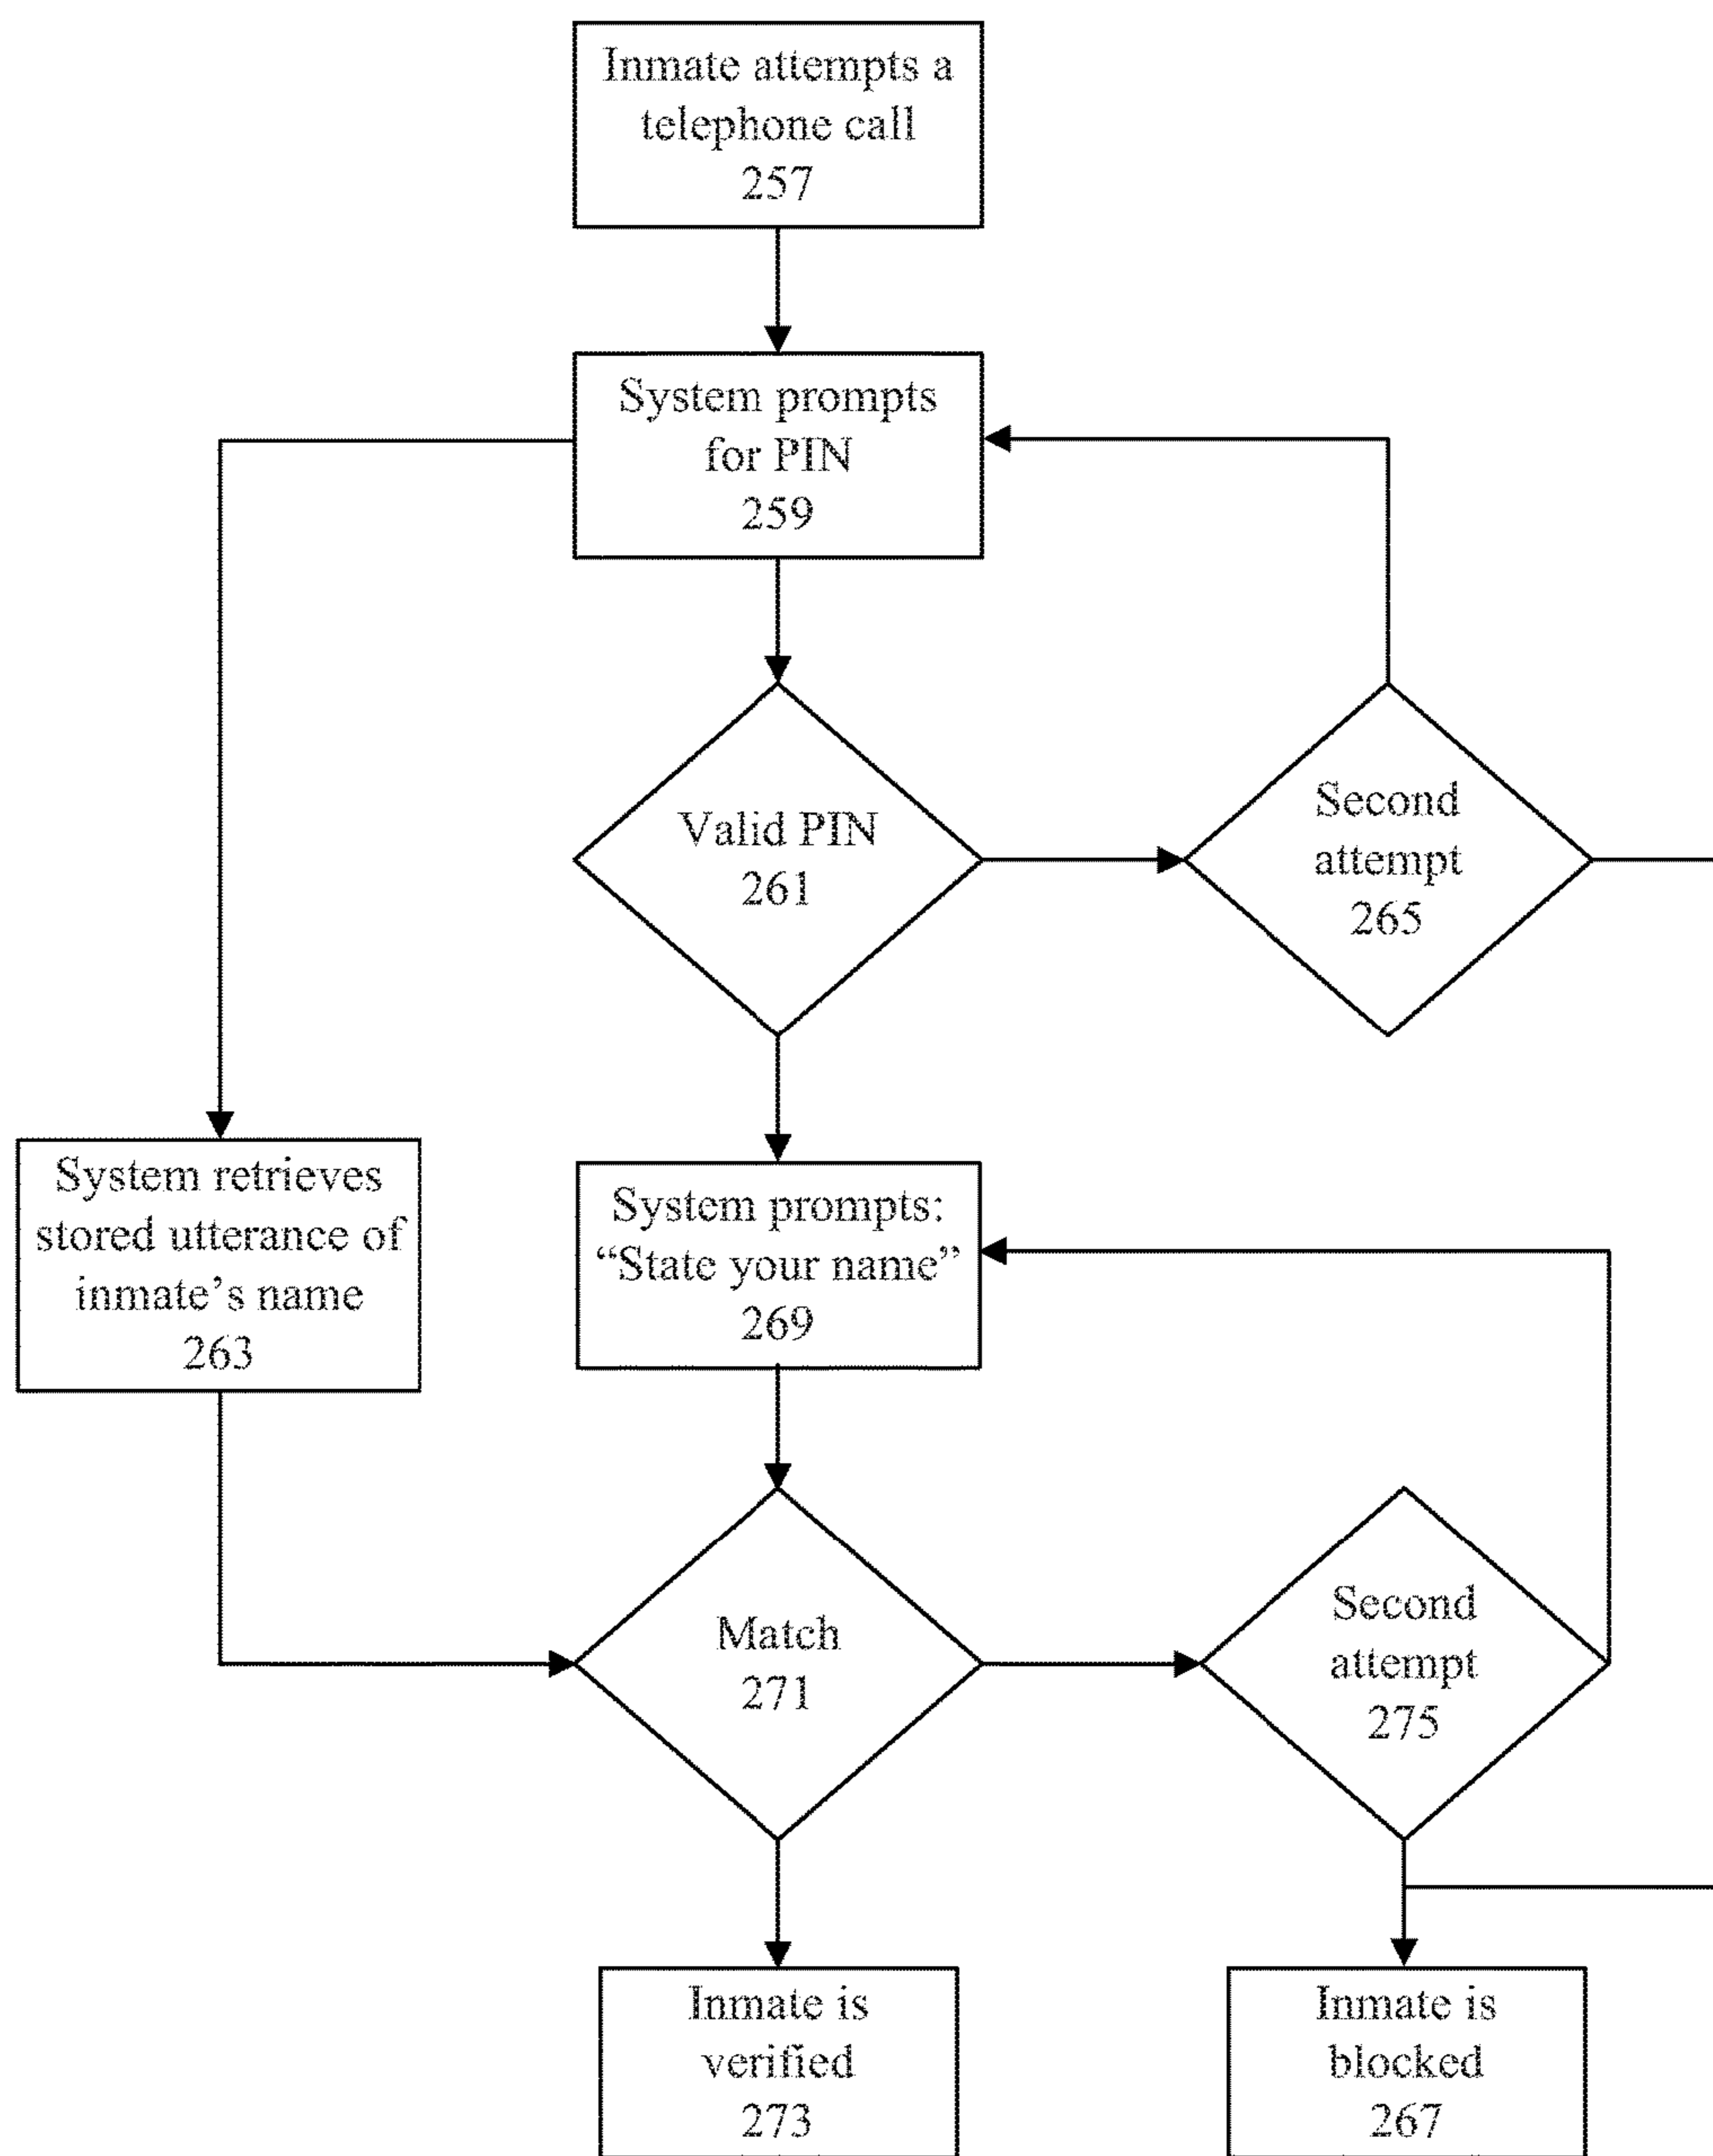 Inmate attempts a
telephone call
257
System prompts
for PIN
259
Valid PIN
261
Second
attempt
265
System retrieves
stored utterance of
inmate’s name
263
System prompts:
“State your name”
269
Match
271
Second
attempt
275
Inmate is
verified
273
Inmate is
blocked
267